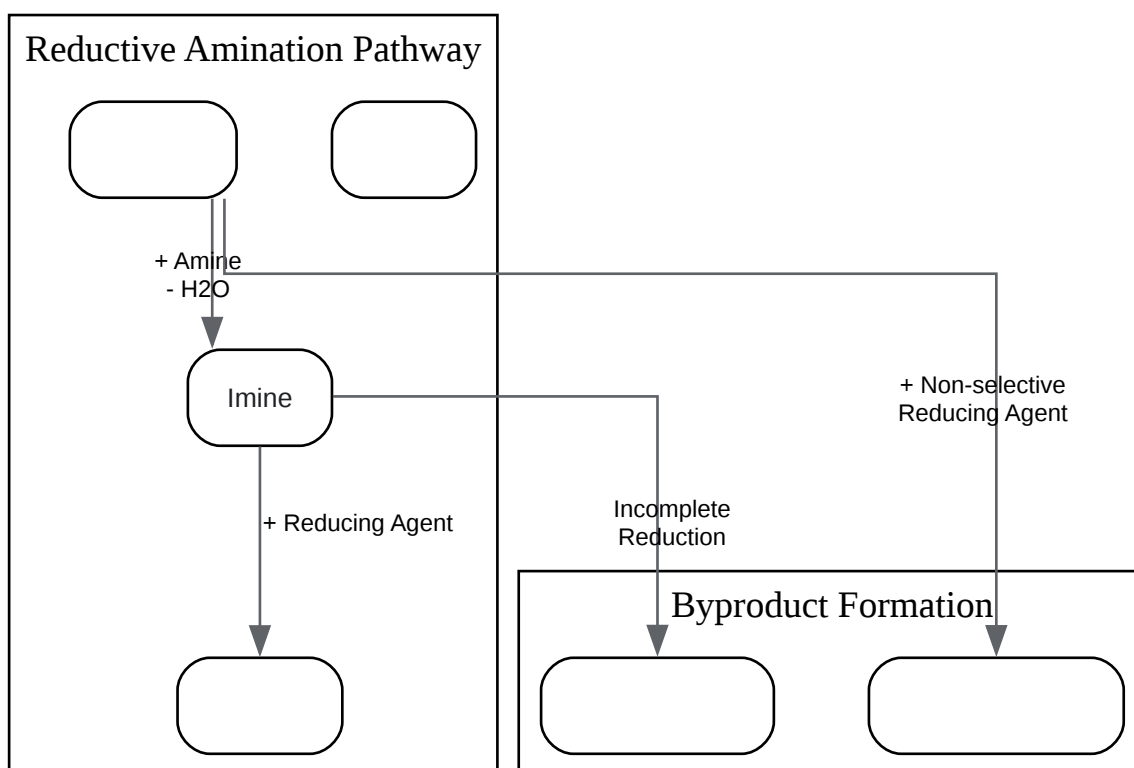 Reductive Amination Pathway
+ Amine
- H2O
Imine
+ Non-selective
Reducing Agent
Incomplete
Reduction
+ Reducing Agent
Byproduct Formation